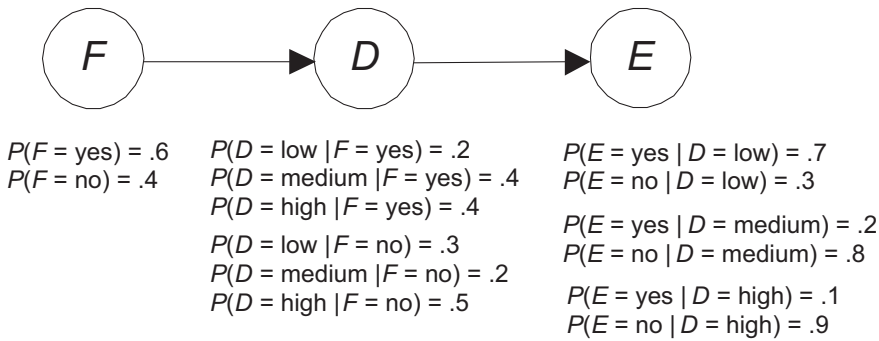 F
D
E
P(F = yes) = .6
P(F = no) = .4
P(D = low | F = yes) = .2
P(D = medium | F = yes) = .4
P(D = high | F = yes) = .4
P(D = low | F = no) = .3
P(D = medium | F = no) = .2
P(D = high | F = no) = .5
P(E = yes | D = low) = .7
P(E = no | D = low) = .3
P(E = yes | D = medium) = .2
P(E = no | D = medium) = .8
P(E = yes | D = high) = .1
P(E = no | D = high) = .9